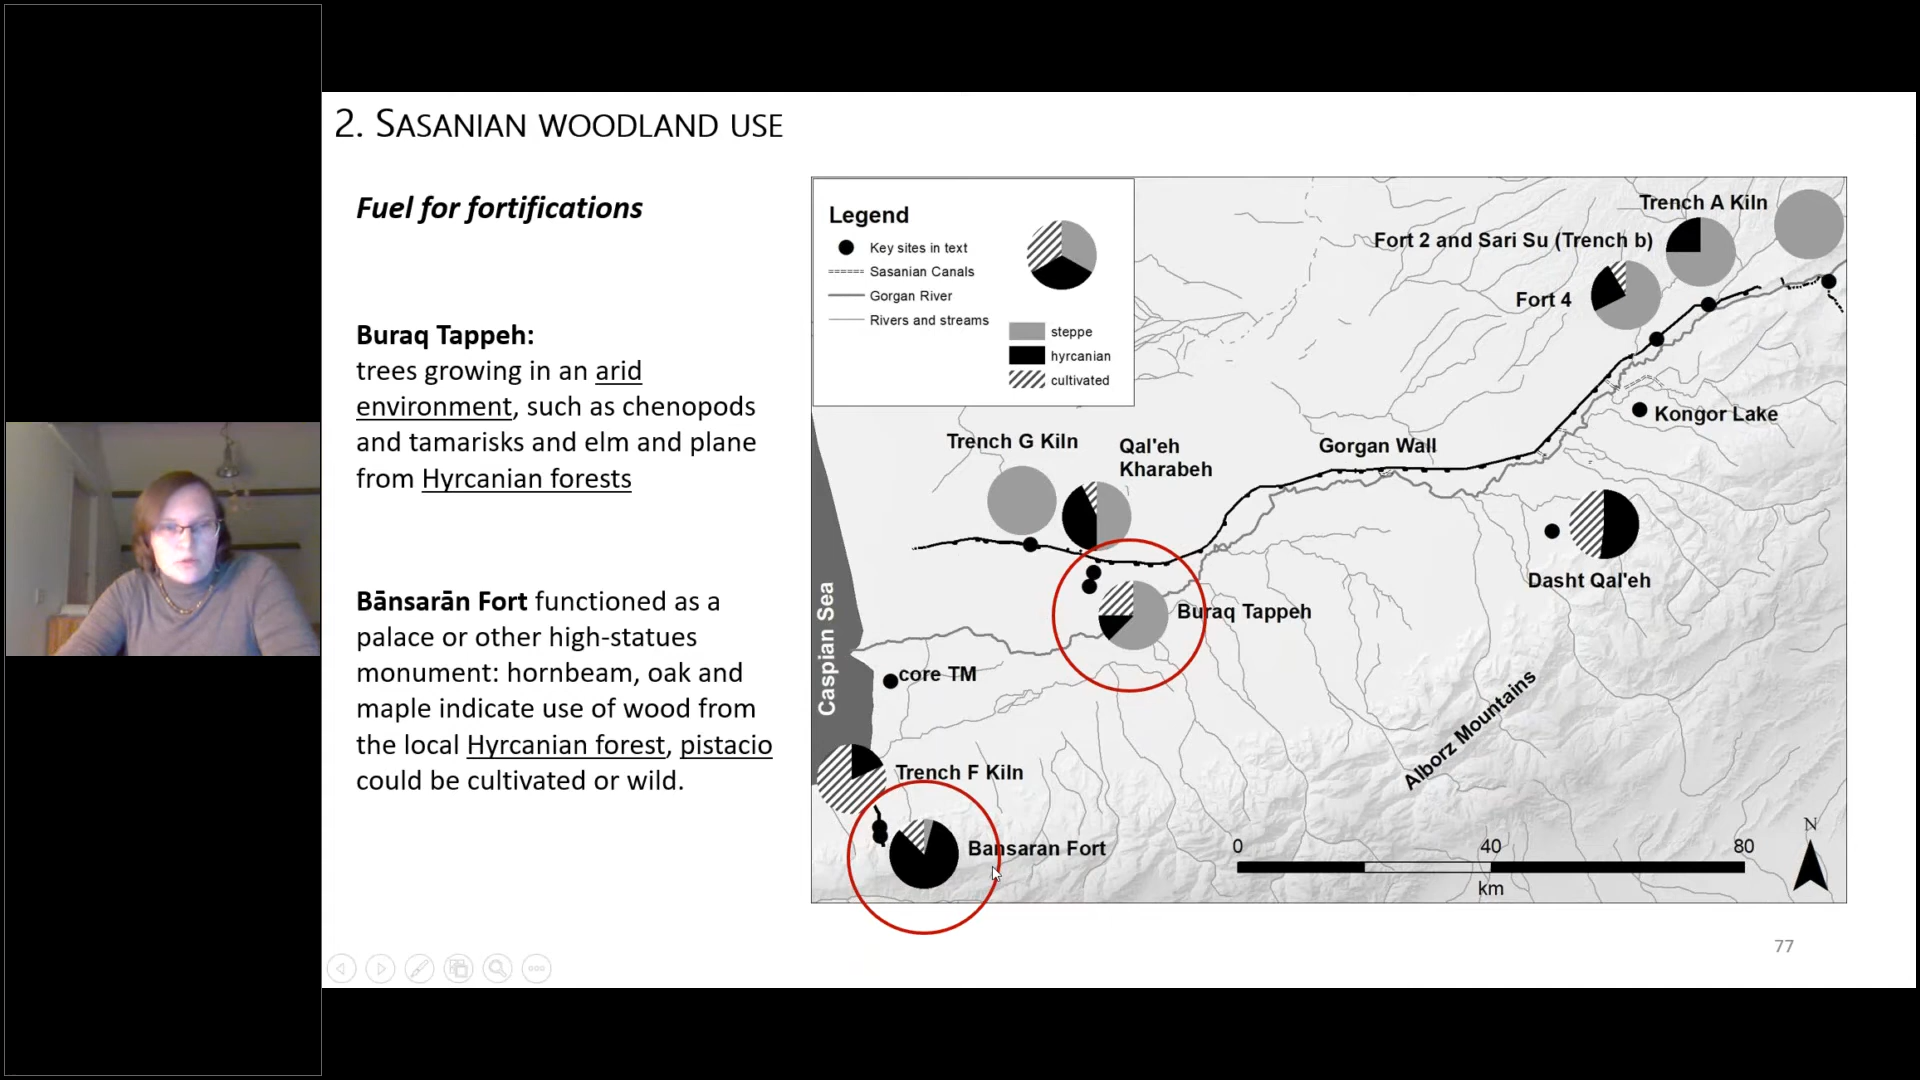 2. SASANIAN WOODLAND USE
Fuel for fortifications
Buraq Tappeh:
trees growing in an arid
environment, such as chenopods
and tamarisks and elm and plane
from Hyrcanian forests
Bānsarān Fort functioned as a
palace or other high-statues
monument: hornbeam, oak and
maple indicate use of wood from
the local Hyrcanian forest, pistacio
could be cultivated or wild.
Legend
Key sites in text
Sasanian Canals
Gorgan River
Rivers and streams
steppe
hyrcanian
cultivated
Trench A Kiln
Fort 2 and Sari Su (Trench b)
Fort 4
Kongor Lake
Gorgan Wall
Trench G Kiln
Qal'eh
Kharabeh
Dasht Qal'eh
Buraq Tappeh
Caspian Sea
core TM
Alborz Mountains
Trench F Kiln
Bansaran Fort
0 40 80
km
N
77